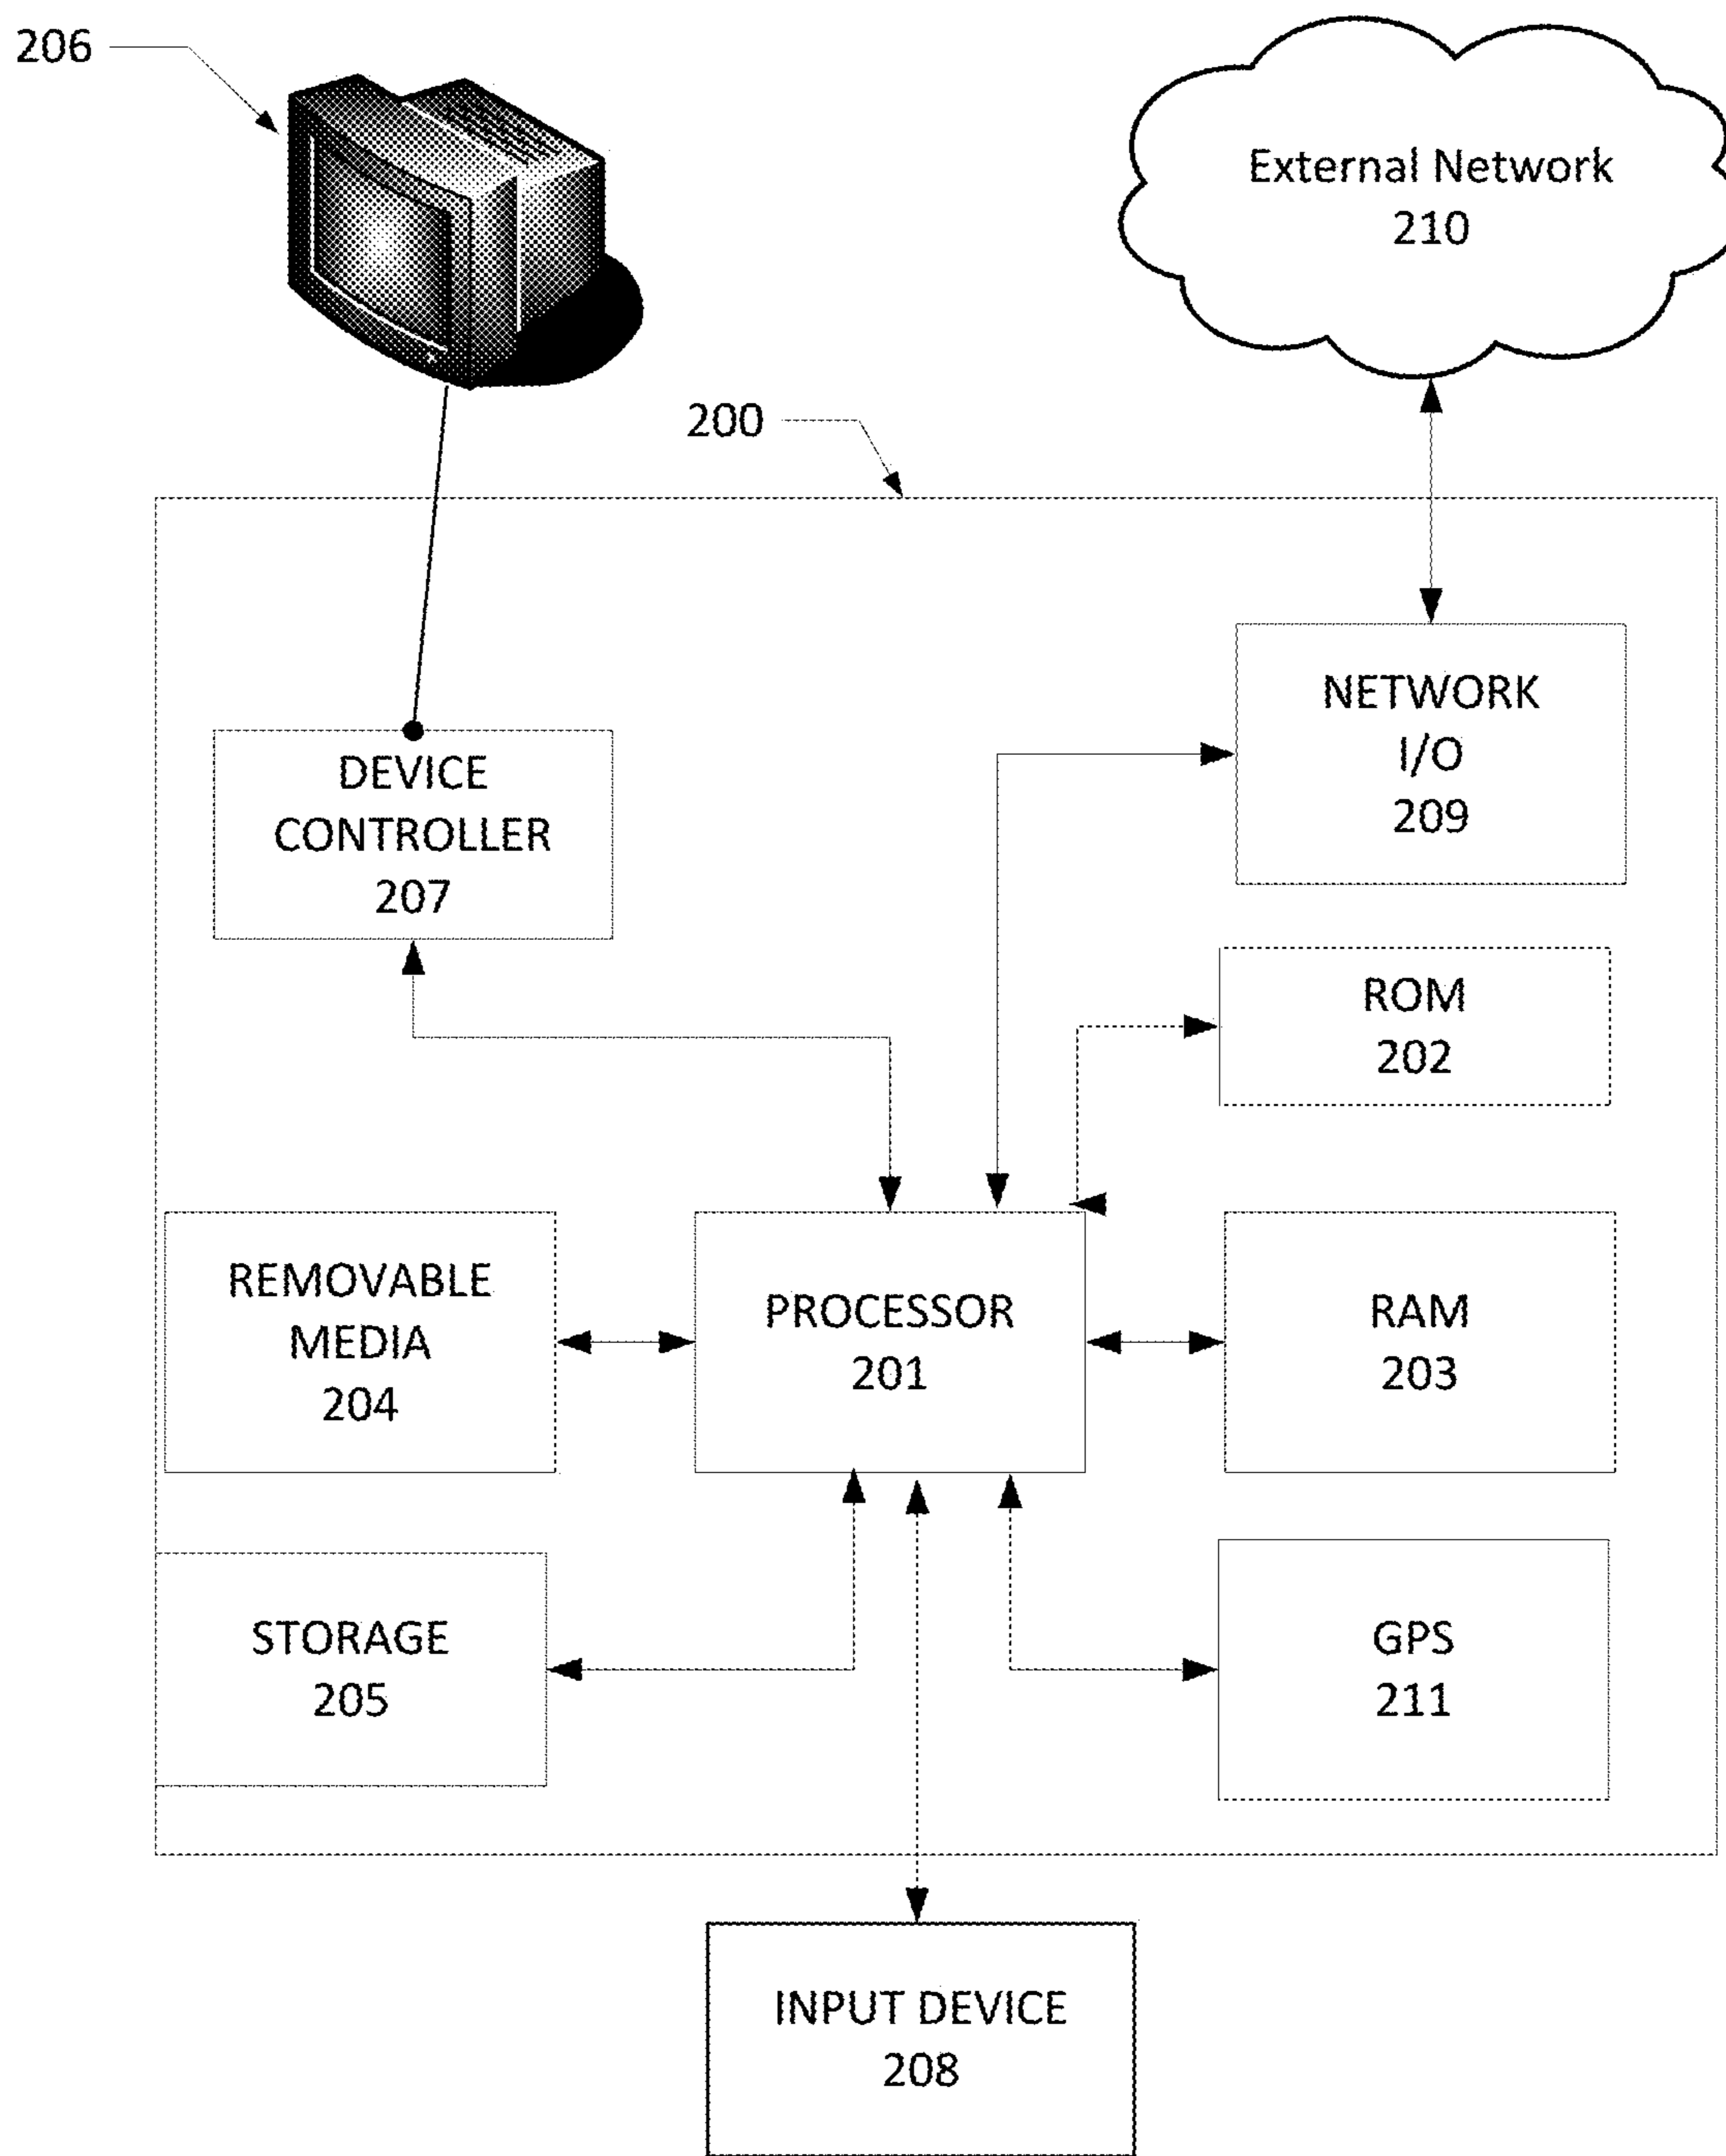 206
External Network
210
200
NETWORK
I/O
209
DEVICE
CONTROLLER
207
ROM
202
REMOVABLE
MEDIA
204
PROCESSOR
201
RAM
203
STORAGE
205
GPS
211
INPUT DEVICE
208